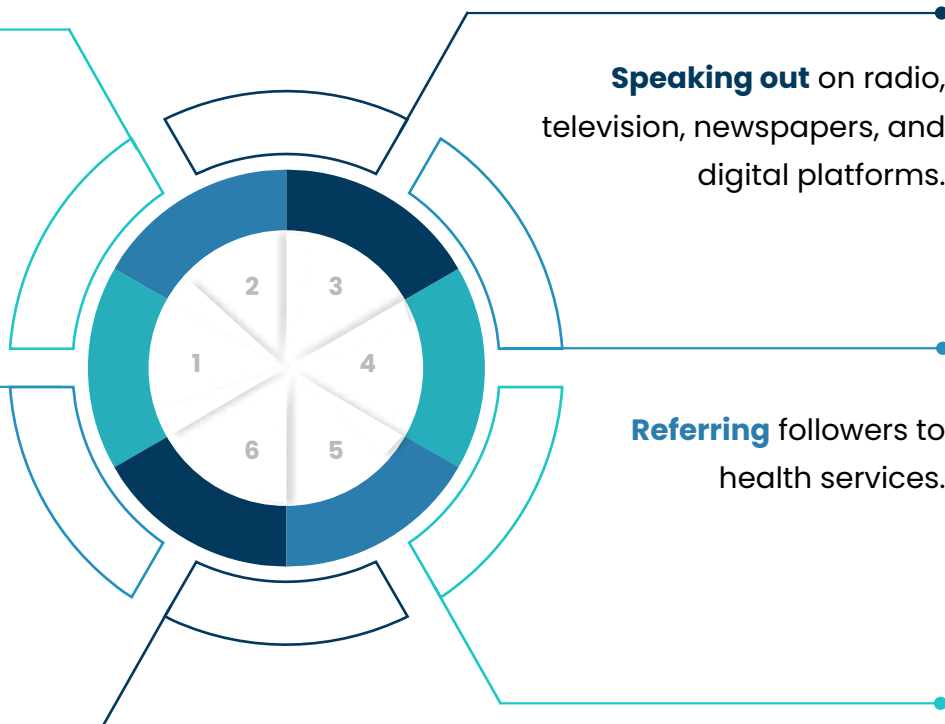 Speaking out on radio,
television, newspapers, and
digital platforms.
2
3
1
4
Referring followers to
health services.
6
5